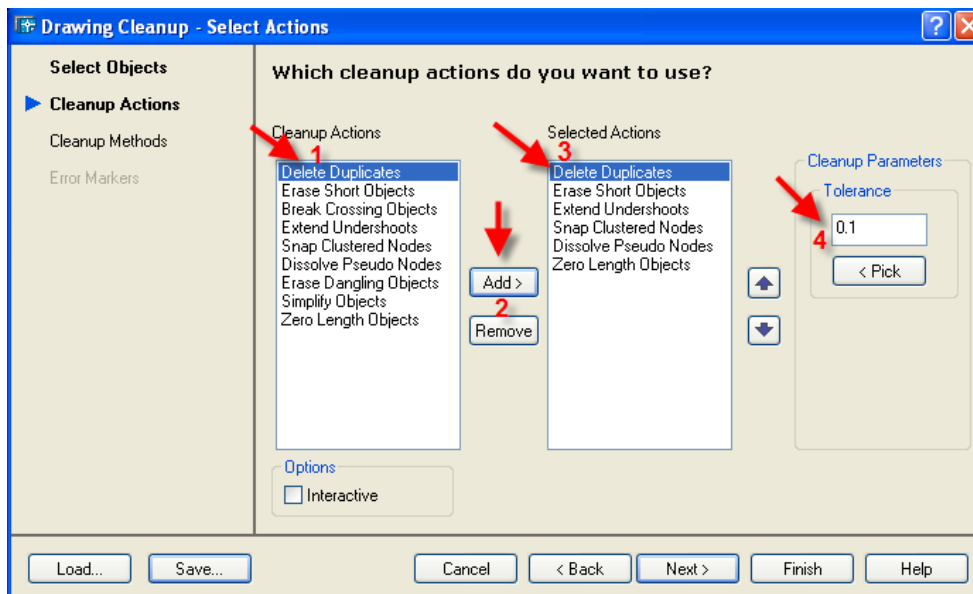 Drawing Cleanup - Select Actions
?
Select Objects
Cleanup Actions
Cleanup Methods
Error Markers
Which cleanup actions do you want to use?
Cleanup Actions
1
Delete Duplicates
Erase Short Objects
Break Crossing Objects
Extend Undershoots
Snap Clustered Nodes
Dissolve Pseudo Nodes
Erase Dangling Objects
Simplify Objects
Zero Length Objects
Add >
2
Remove
Selected Actions
3
Delete Duplicates
Erase Short Objects
Extend Undershoots
Snap Clustered Nodes
Dissolve Pseudo Nodes
Zero Length Objects
Cleanup Parameters
Tolerance
4
0.1
< Pick
Options
Interactive
Load...
Save...
Cancel
< Back
Next >
Finish
Help